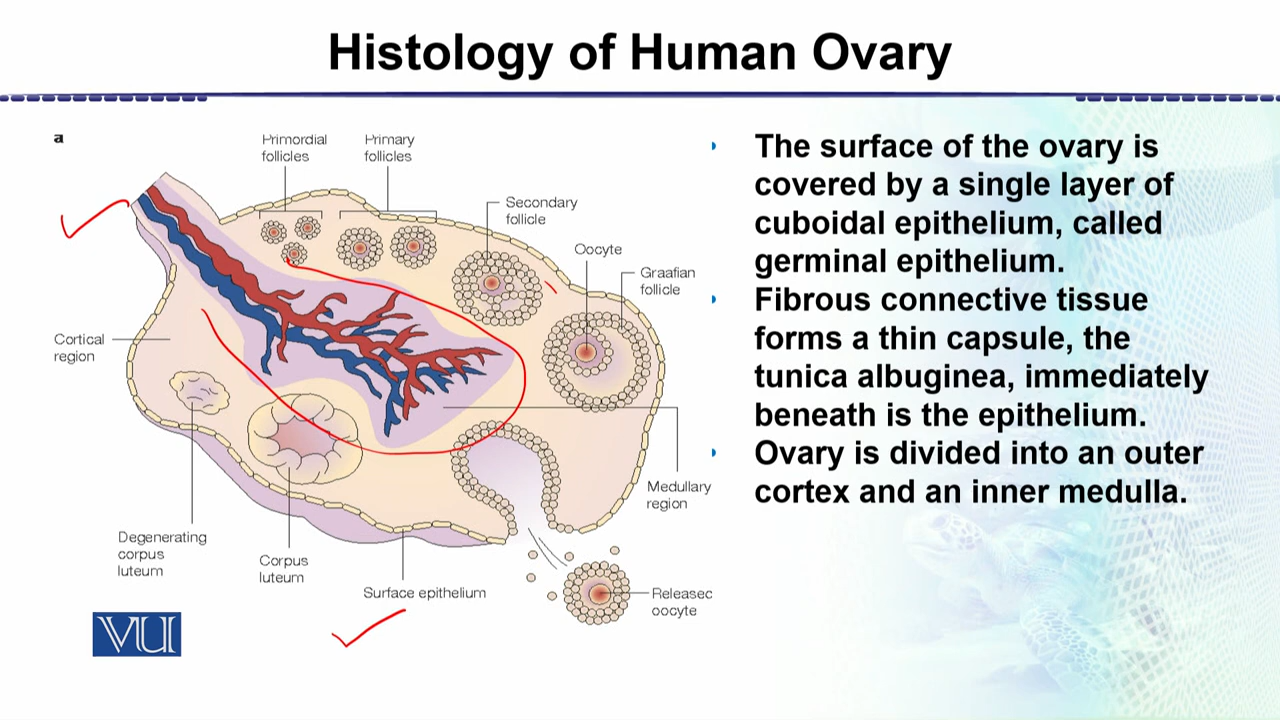 Histology of Human Ovary
a
Primordial
follicles
Primary
follicles
Secondary
follicle
Oocyte
Graafian
follicle
Cortical
region
Medullary
region
Degenerating
corpus
luteum
Corpus
luteum
Surface epithelium
Releasec
oocyte
VU
The surface of the ovary is
covered by a single layer of
cuboidal epithelium, called
germinal epithelium.
Fibrous connective tissue
forms a thin capsule, the
tunica albuginea, immediately
beneath is the epithelium.
Ovary is divided into an outer
cortex and an inner medulla.